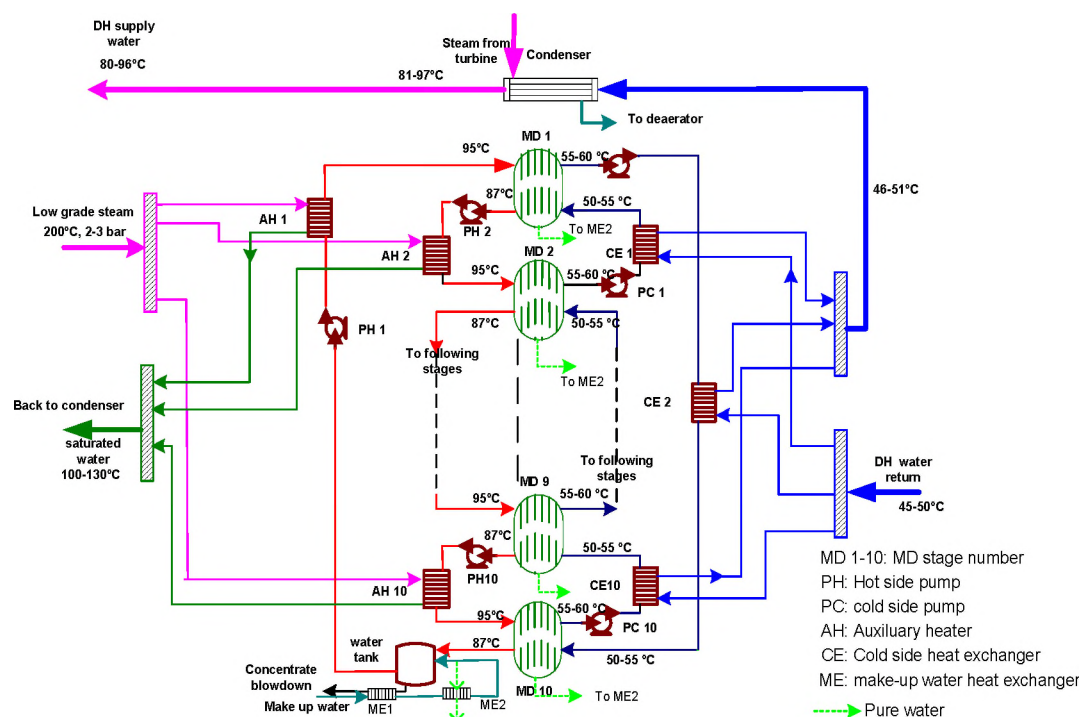 DH supply
water
80-96°C
Steam from
turbine
Condenser
81-97°C
To deaerator
MD 1
95°C
55-60 °C
46-51°C
Low grade steam
200°C, 2-3 bar
AH 1
87°C
PH 2
50-55 °C
To ME2
CE 1
AH 2
MD 2
95°C
55-60°C
PC 1
87°C
50-55 °C
PH 1
To following
stages
To ME2
CE 2
Back to condenser
saturated
water
100-130°C
To following
stages
DH water
return
45-50°C
MD 9
95°C
55-60 °C
87°C
50-55 °C
PH10
CE10
AH 10
95°C
55-60°C
PC 10
water
tank
87°C
50-55 °C
Concentrate
blowdown
Make up water
ME1
ME2
MD 10
To ME2
MD 1-10: MD stage number
PH: Hot side pump
PC: cold side pump
AH: Auxiluary heater
CE: Cold side heat exchanger
ME: make-up water heat exchanger
Pure water